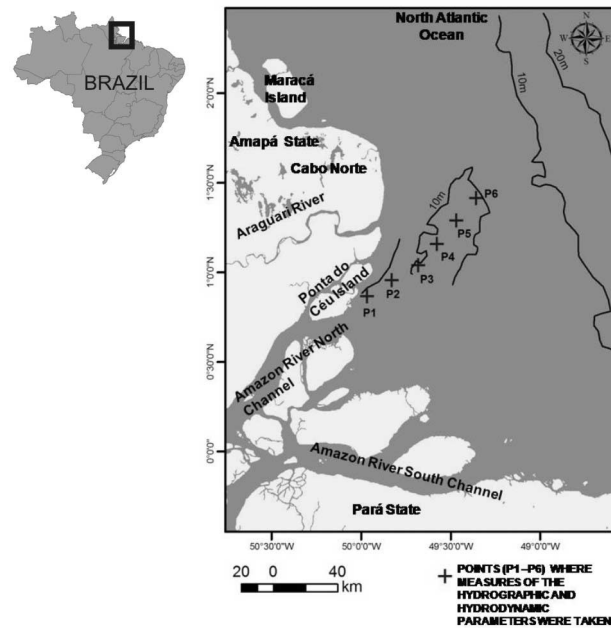 BRAZIL
North Atlantic
Ocean
N
W
E
S
10m
20m
Maracá
Island
2°0'0"N
Amapá State
Cabo Norte
1°30'0"N
Araguari River
10m
P6
P5
P4
P3
P2
P1
1°0'0"N
Ponta do
Céu Island
0°30'0"N
Amazon River North
Channel
0°0'0"
Amazon River South Channel
Pará State
50°30'0"W
50°0'0"W
49°30'0"W
49°0'0"W
20 0 40
km
POINTS (P1–P6) WHERE
MEASURES OF THE
HYDROGRAPHIC AND
HYDRODYNAMIC
PARAMETERS WERE TAKEN